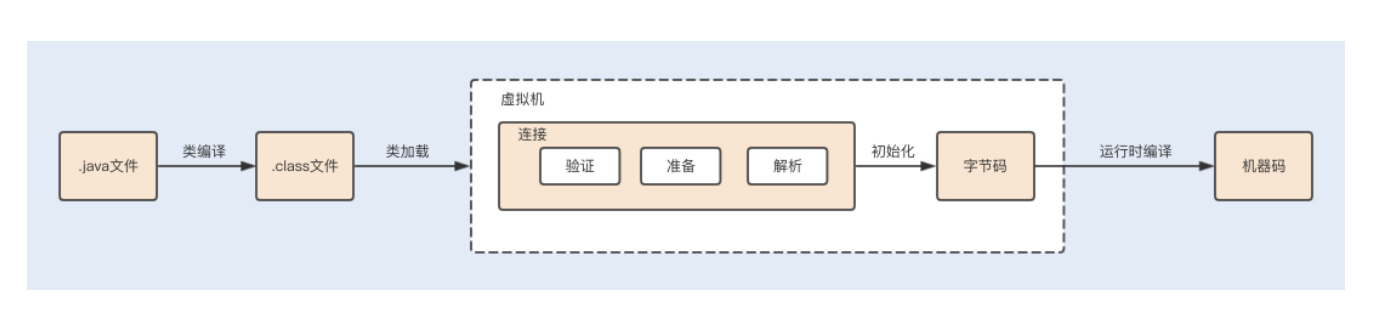 虚拟机
连接
.java文件
类编译
.class文件
类加载
验证
准备
解析
初始化
字节码
运行时编译
机器码